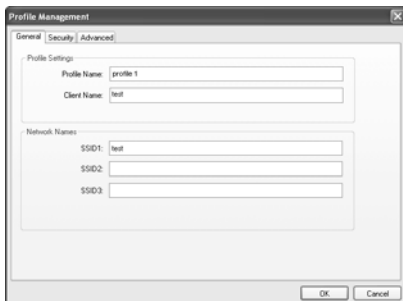 Profile Management
General Security Advanced
Profile Settings
Profile Name: profile 1
Client Name: test
Network Names
SSID1: test
SSID2:
SSID3:
OK Cancel